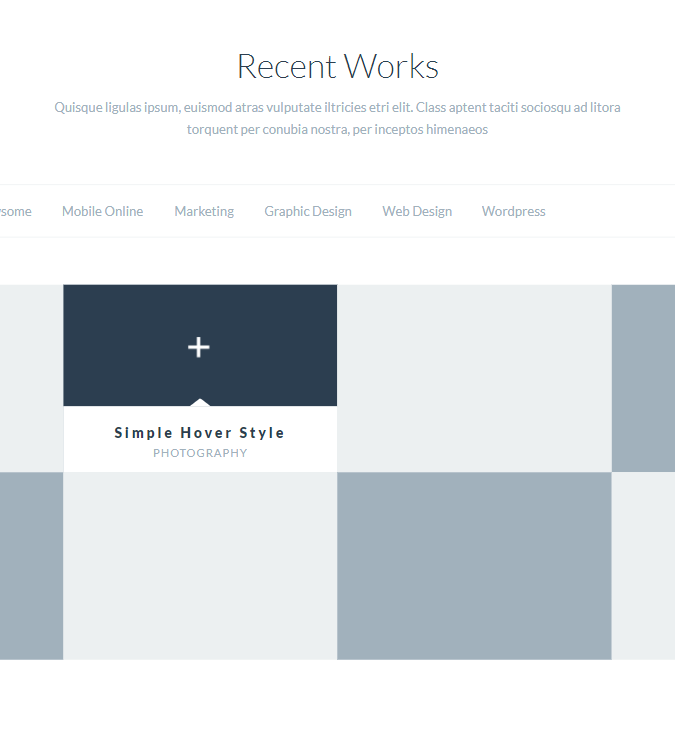 Recent Works
Quisque ligulas ipsum, euismod atras vulputate iltricies etri elit. Class aptent taciti sociosqu ad litora
torquent per conubia nostra, per inceptos himenaeos
Mobile Online Marketing Graphic Design Web Design Wordpress
Simple Hover Style
PHOTOGRAPHY